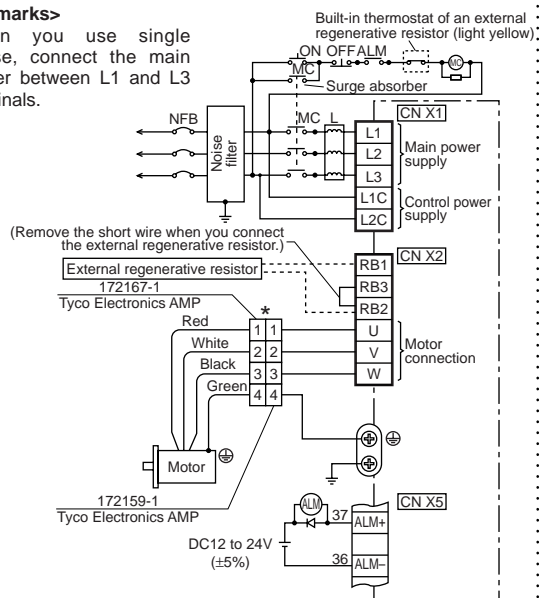 marks>
n you use single
se, connect the main
er between L1 and L3
inals.
Built-in thermostat of an external
regenerative resistor (light yellow)
ON OFF ALM
MC
MC
Surge absorber
NFB
Noise
filter
MC L
CN X1
L1
L2
L3
L1C
L2C
Main power
supply
Control power
supply
(Remove the short wire when you connect
the external regenerative resistor.)
External regenerative resistor
CN X2
RB1
RB3
RB2
U
V
W
Motor
connection
172167-1
Tyco Electronics AMP
*
Red
White
Black
Green
1 1
2 2
3 3
4 4
Motor
172159-1
Tyco Electronics AMP
ALM
CN X5
37 ALM+
36 ALM–
DC12 to 24V
(±5%)